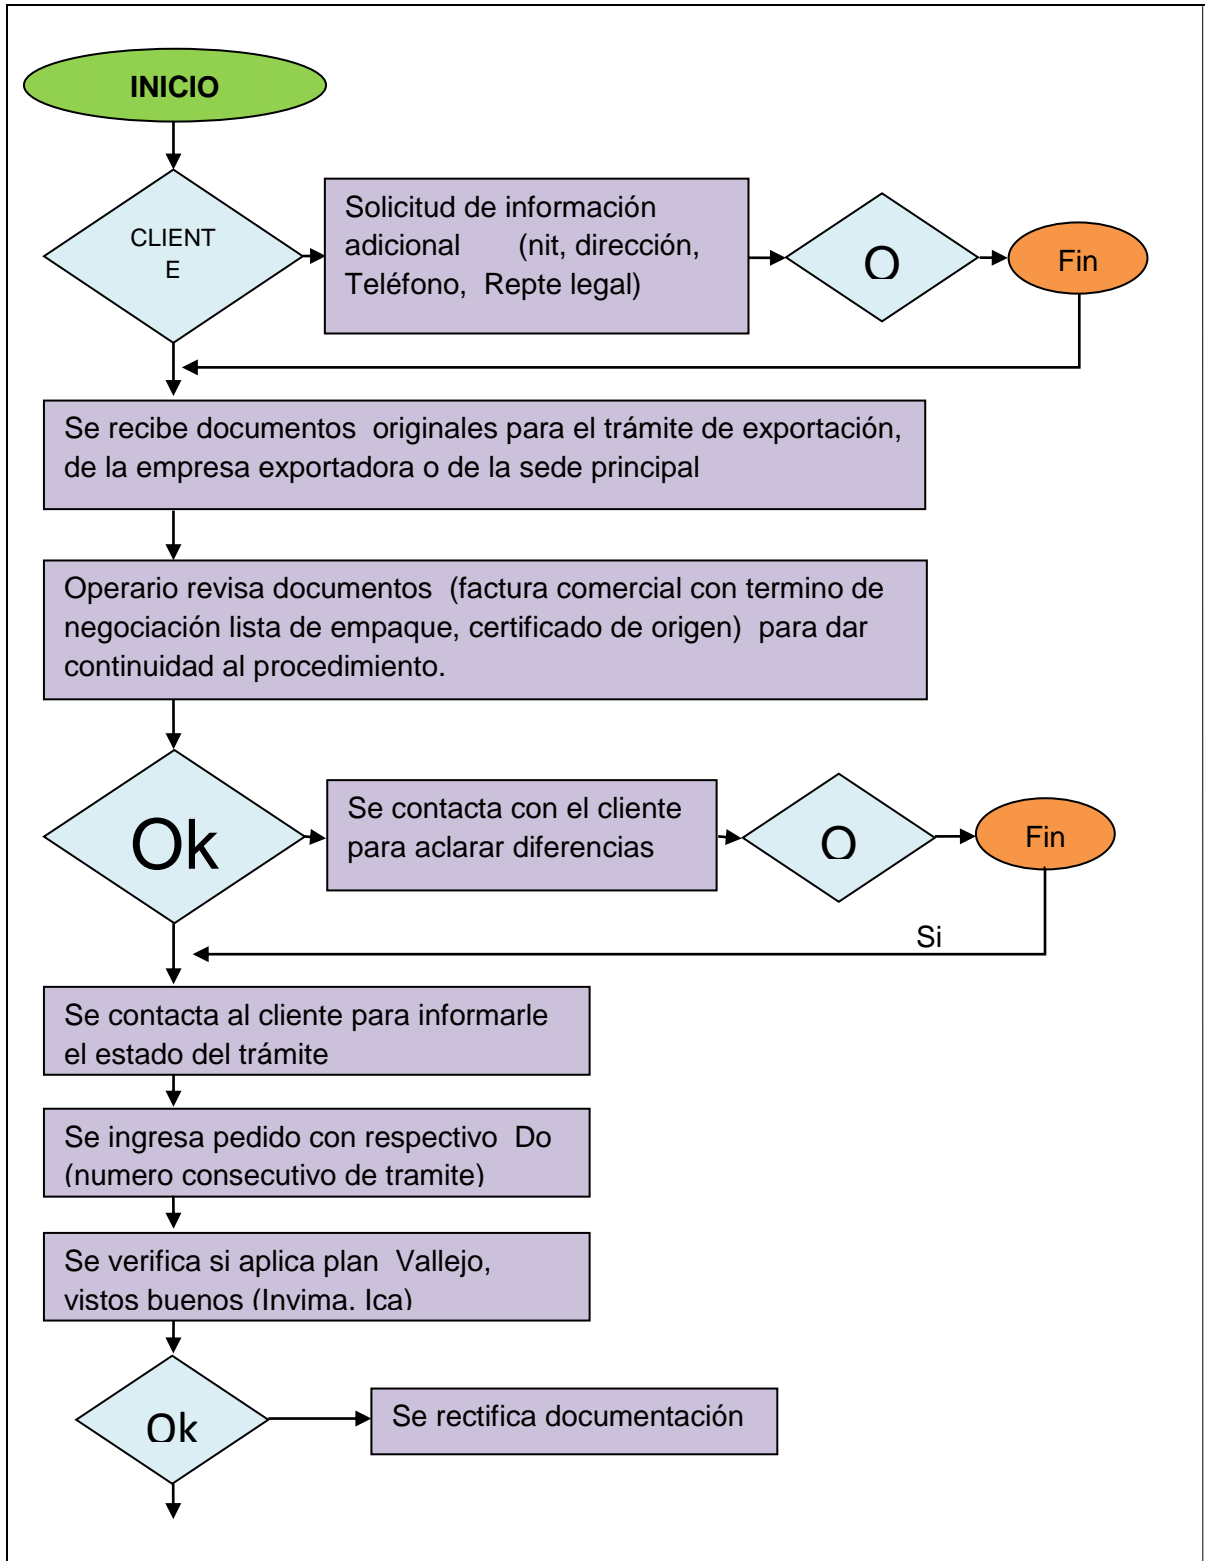 INICIO
CLIENT
E
Solicitud de información
adicional (nit, dirección,
Teléfono, Repte legal)
O
Fin
Se recibe documentos originales para el trámite de exportación,
de la empresa exportadora o de la sede principal
Operario revisa documentos (factura comercial con termino de
negociación lista de empaque, certificado de origen) para dar
continuidad al procedimiento.
Ok
Se contacta con el cliente
para aclarar diferencias
O
Fin
Si
Se contacta al cliente para informarle
el estado del trámite
Se ingresa pedido con respectivo Do
(numero consecutivo de tramite)
Se verifica si aplica plan Vallejo,
vistos buenos (Invima. Ica)
Ok
Se rectifica documentación